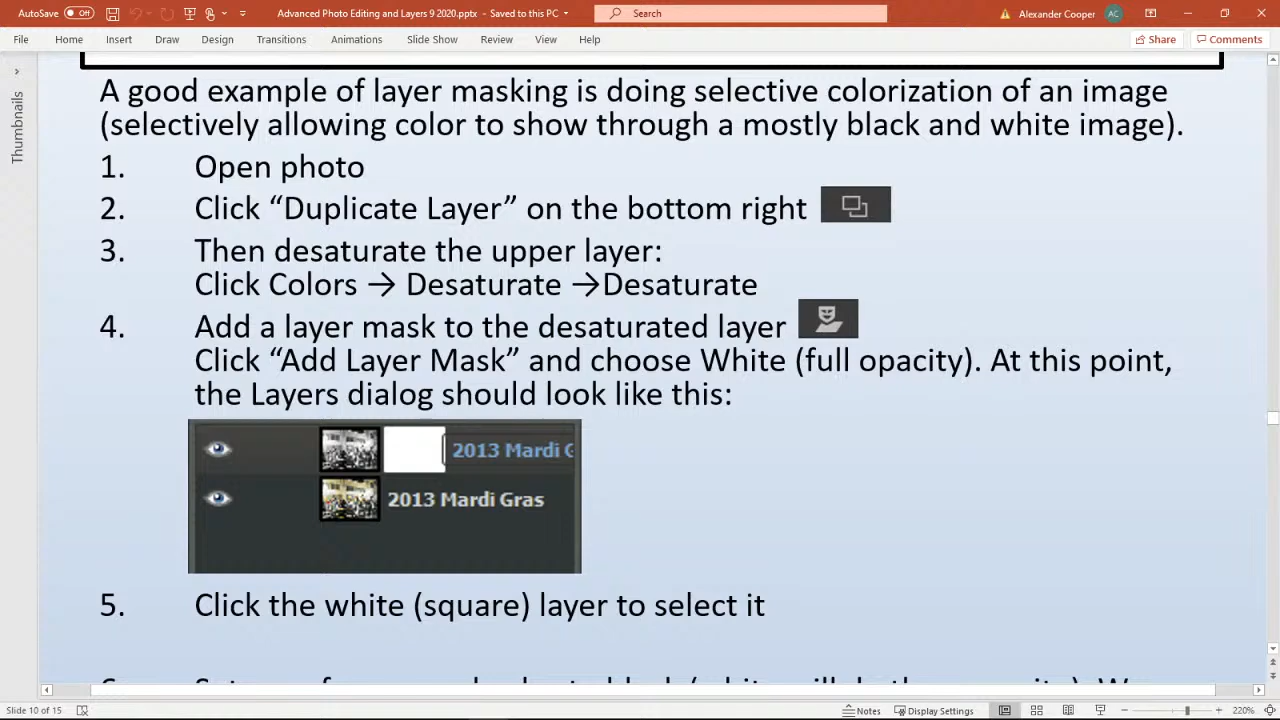 AutoSave Off Advanced Photo Editing and Layers 9 2020.pptx - Saved to this PC Search Alexander Cooper AC
File Home Insert Draw Design Transitions Animations Slide Show Review View Help Share Comments
Thumbnails
A good example of layer masking is doing selective colorization of an image
(selectively allowing color to show through a mostly black and white image).
1. Open photo
2. Click “Duplicate Layer” on the bottom right
3. Then desaturate the upper layer:
Click Colors → Desaturate →Desaturate
4. Add a layer mask to the desaturated layer
Click “Add Layer Mask” and choose White (full opacity). At this point,
the Layers dialog should look like this:
2013 Mardi G
2013 Mardi Gras
5. Click the white (square) layer to select it
Slide 10 of 15 Notes Display Settings 220%